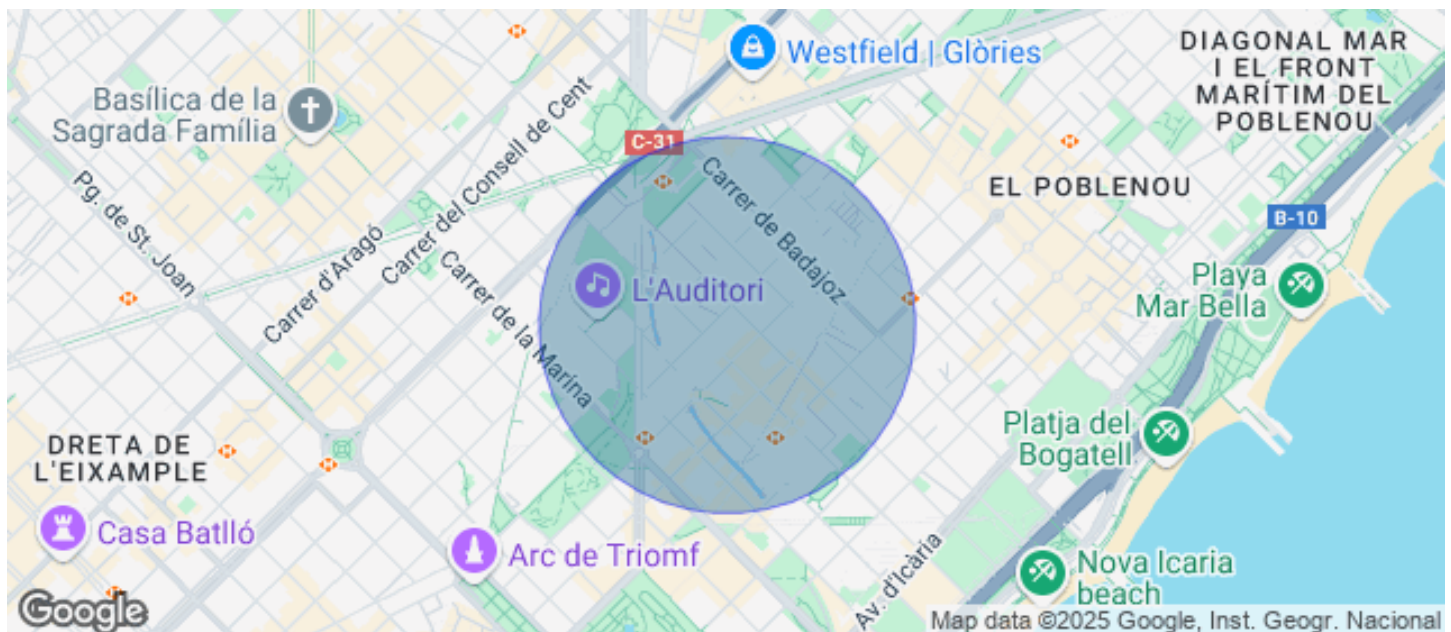 Westfield | Glòries
DIAGONAL MAR
I EL FRONT
MARÍTIM DEL
POBLENOU
Basílica de la
Sagrada Família
Carrer del Consell de Cent
C-31
Carrer de Badajoz
EL POBLENOU
B-10
Pg. de St. Joan
Carrer d'Aragó
Carrer de la Marina
L'Auditori
Playa
Mar Bella
Platja del
Bogatell
DRETA DE
L'EIXAMPLE
Casa Batlló
Arc de Triomf
Av. d'Icària
Nova Icaria
beach
Google
Map data ©2025 Google, Inst. Geogr. Nacional